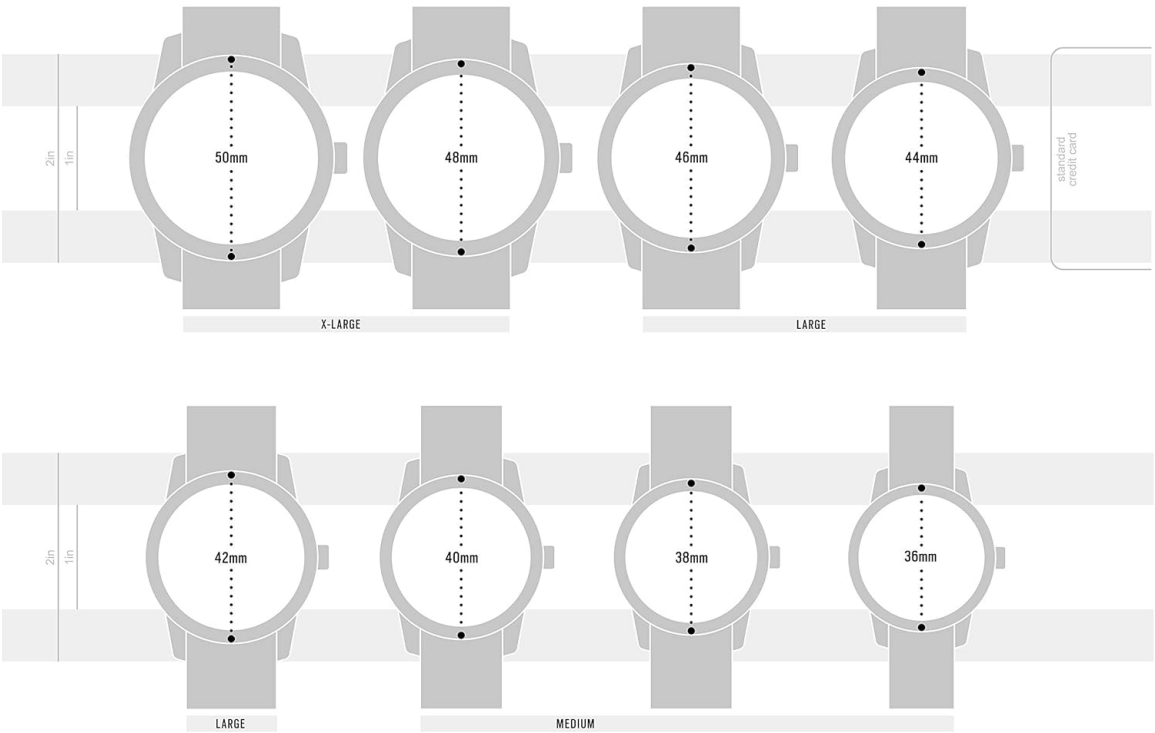 2in
1in
50mm
48mm
46mm
44mm
standard
credit card
X-LARGE
LARGE
2in
1in
42mm
40mm
38mm
36mm
LARGE
MEDIUM